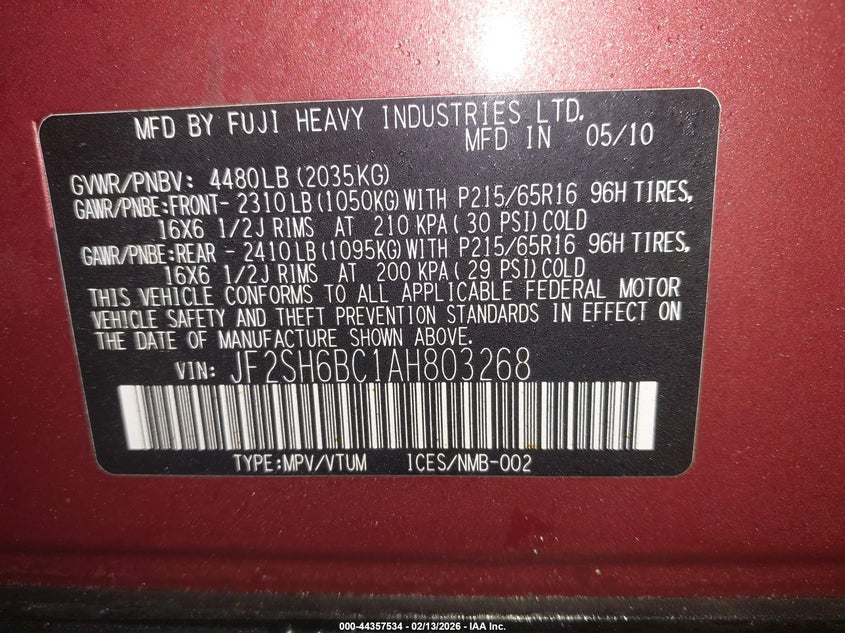 MFD BY FUJI HEAVY INDUSTRIES LTD.
MFD IN 05/10
GVWR/PNBV: 4480LB(2035KG)
GAWR/PNBE:FRONT- 2310LB(1050KG)WITH P215/65R16 96H TIRES,
16X6 1/2J RIMS AT 210 KPA( 30 PSI)COLD
GAWR/PNBE:REAR - 2410LB(1095KG)WITH P215/65R16 96H TIRES.
16X6 1/2J RIMS AT 200 KPA( 29 PSI)COLD
THIS VEHICLE CONFORMS TO ALL APPLICABLE FEDERAL MOTOR
VEHICLE SAFETY AND THEFT PREVENTION STANDARDS IN EFFECT ON
THE DATE OF MANUFACTURE SHOWN ABOVE.
VIN: JF2SH6BC1AH803268
TYPE:MPV/VTUM ICES/NMB-002
000-44357534 - 02/13/2026 - IAA Inc.